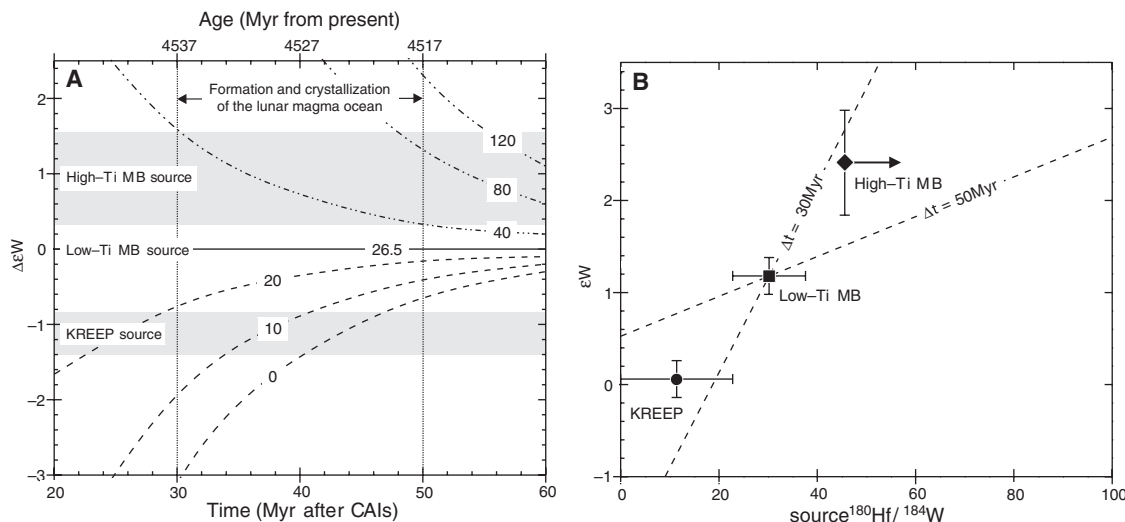 Age (Myr from present)
4537 4527 4517
A
Formation and crystallization
of the lunar magma ocean
2
1
0
-1
-2
-3
ΔεW
High–Ti MB source
Low–Ti MB source
KREEP source
120
80
40
26.5
20
10
0
20 30 40 50 60
Time (Myr after CAIs)
B
3
2
1
0
-1
εW
Δt = 30Myr
High–Ti MB
Δt = 50Myr
Low–Ti MB
KREEP
0 20 40 60 80 100
source ¹⁸⁰Hf/ ¹⁸⁴W